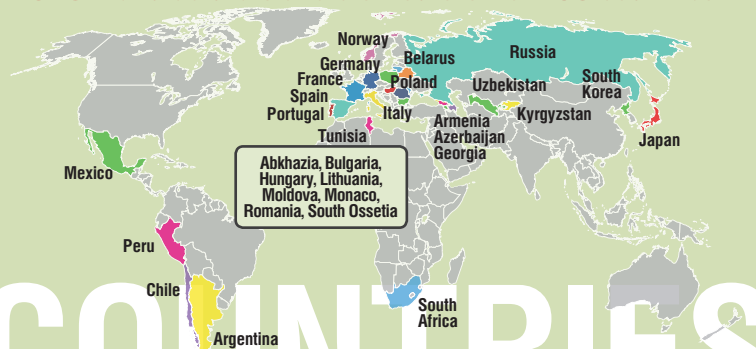 Norway
Germany
Belarus
Russia
France
Poland
Uzbekistan
South
Korea
Spain
Portugal
Italy
Kyrgyzstan
Tunisia
Armenia
Azerbaijan
Georgia
Japan
Mexico
Abkhazia, Bulgaria,
Hungary, Lithuania,
Moldova, Monaco,
Romania, South Ossetia
Peru
Chile
South
Africa
Argentina
COUNTRIES